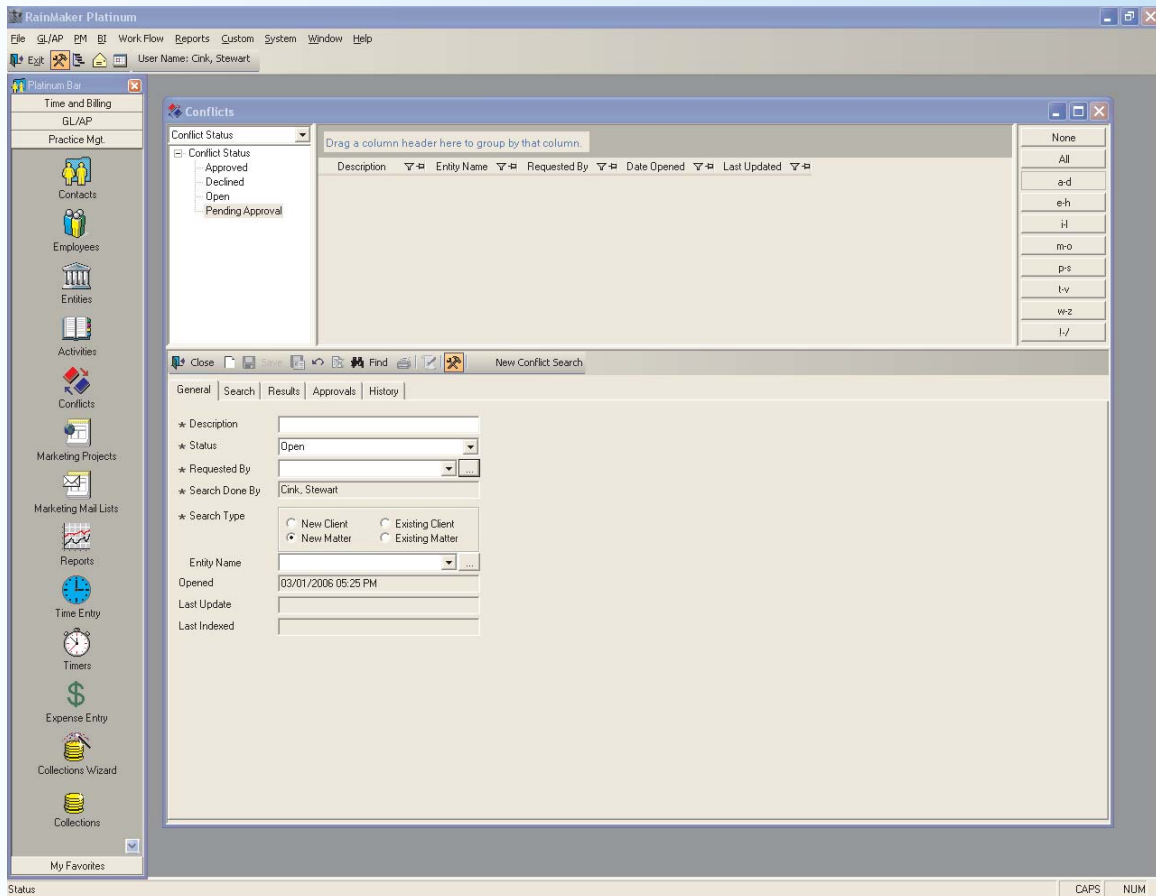 RainMaker Platinum
File GL/AP PM BI Work Flow Reports Custom System Window Help
Exit User Name: Cink, Stewart
Platinum Bar
Time and Billing
GL/AP
Practice Mgt.
Contacts
Employees
Entities
Activities
Conflicts
Marketing Projects
Marketing Mail Lists
Reports
Time Entry
Timers
Expense Entry
Collections Wizard
Collections
My Favorites
Conflicts
Conflict Status
Conflict Status
Approved
Declined
Open
Pending Approval
Drag a column header here to group by that column.
Description Entity Name Requested By Date Opened Last Updated
None
All
a-d
e-h
i-l
m-o
p-s
t-v
w-z
!-/
Close Save Find New Conflict Search
General Search Results Approvals History
* Description
* Status Open
* Requested By ...
* Search Done By Cink, Stewart
* Search Type
New Client Existing Client
New Matter Existing Matter
Entity Name ...
Opened 03/01/2006 05:25 PM
Last Update
Last Indexed
Status CAPS NUM